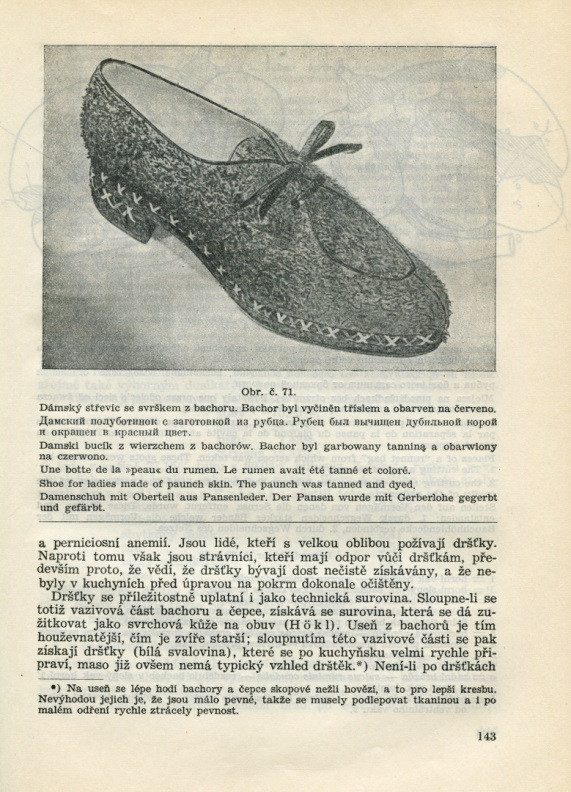 Obr. č. 71.
Dámský střevíc se svrškem z bachoru. Bachor byl vyčiněn tříslem a obarven na červeno.
Дамский полуботинок с заготовкой из рубца. Рубец был вычищен дубильной корой
и окрашен в красный цвет.
Damski bucik z wierzchem z bachorów. Bachor był garbowany tanniną a obarwiony
na czerwono.
Une botte de la »peau« du rumen. Le rumen avait été tanné et coloré.
Shoe for ladies made of paunch skin. The paunch was tanned and dyed.
Damenschuh mit Oberteil aus Pansenleder. Der Pansen wurde mit Gerberlohe gegerbt
und gefärbt.
a perniciosní anemií. Jsou lidé, kteří s velkou oblibou požívají dršťky.
Naproti tomu však jsou strávníci, kteří mají odpor vůči dršťkám, pře-
devším proto, že vědí, že dršťky bývají dost nečistě získávány, a že ne-
byly v kuchyních před úpravou na pokrm dokonale očištěny.
Dršťky se příležitostně uplatní i jako technická surovina. Sloupne-li se
totiž vazivová část bachoru a čepce, získává se surovina, která se dá zu-
žitkovat jako svrchová kůže na obuv (Hökl). Useň z bachorů je tím
houževnatější, čím je zvíře starší; sloupnutím této vazivové části se pak
získají dršťky (bílá svalovina), které se po kuchyňsku velmi rychle při-
praví, maso již ovšem nemá typický vzhled drštěk.*) Není-li po dršťkách
*) Na useň se lépe hodí bachory a čepce skopové nežli hovězí, a to pro lepší kresbu.
Nevýhodou jejich je, že jsou málo pevné, takže se musely podlepovat tkaninou a i po
malém odření rychle ztrácely pevnost.
143